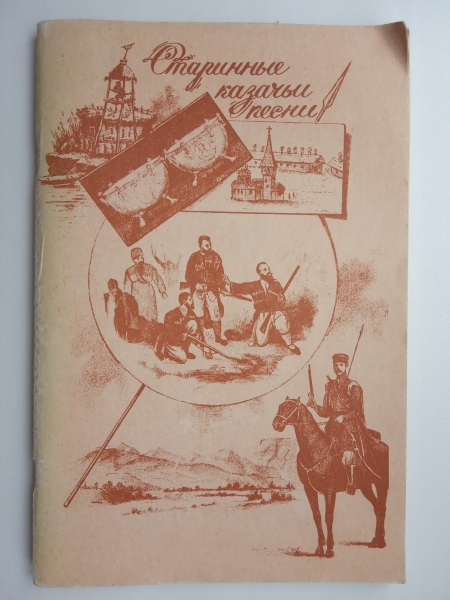 Старинные
казачьи
песни